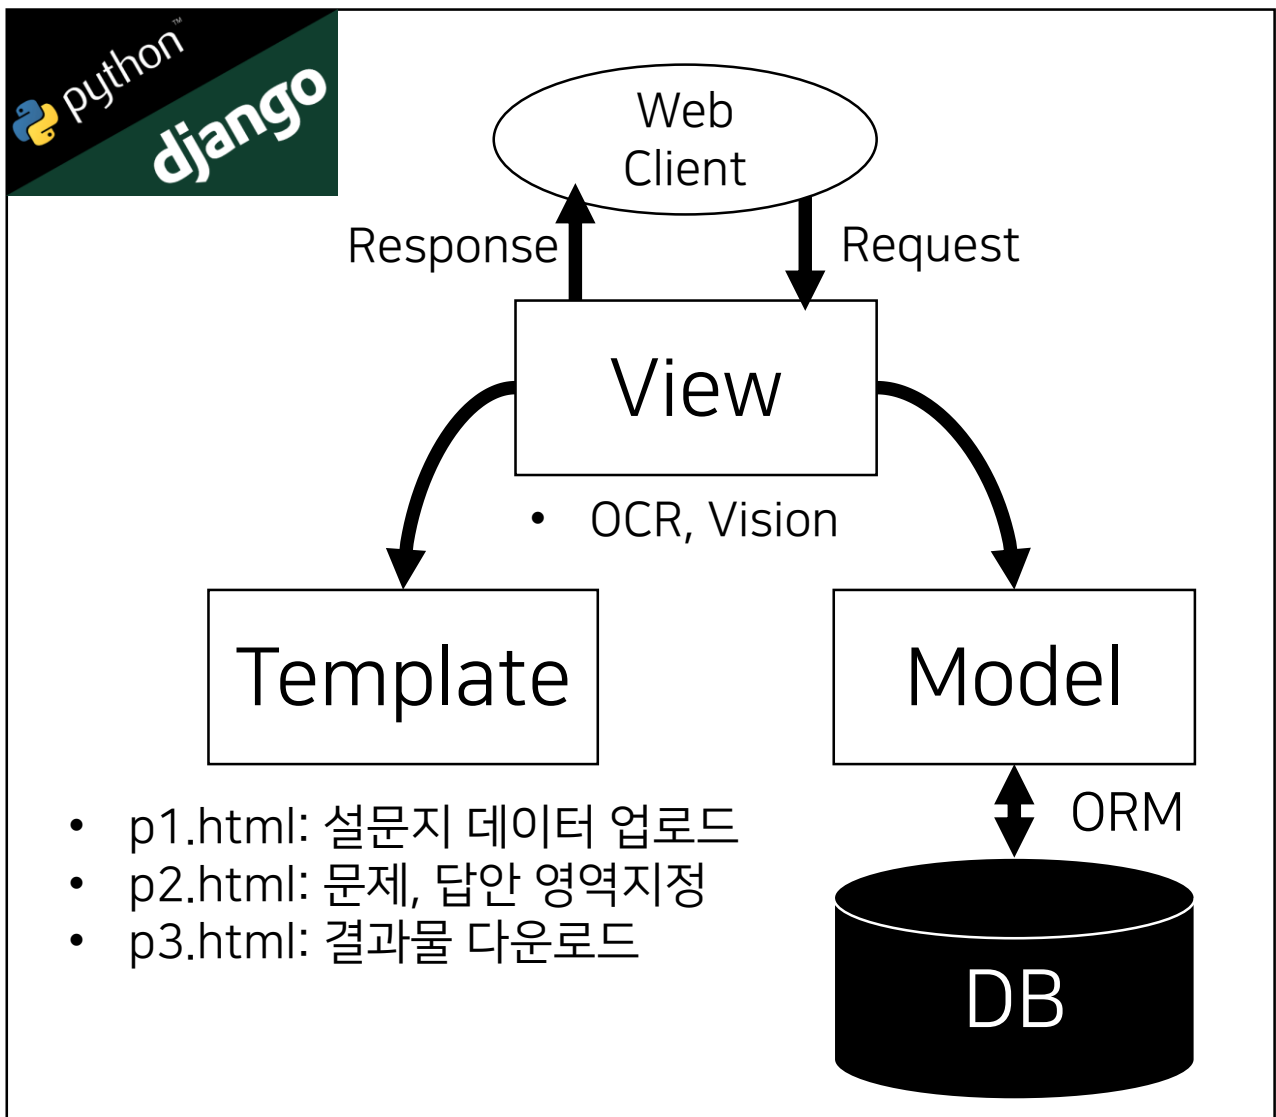 python™
django
Web
Client
Response
Request
View
• OCR, Vision
Template
Model
• p1.html: 설문지 데이터 업로드
• p2.html: 문제, 답안 영역지정
• p3.html: 결과물 다운로드
ORM
DB